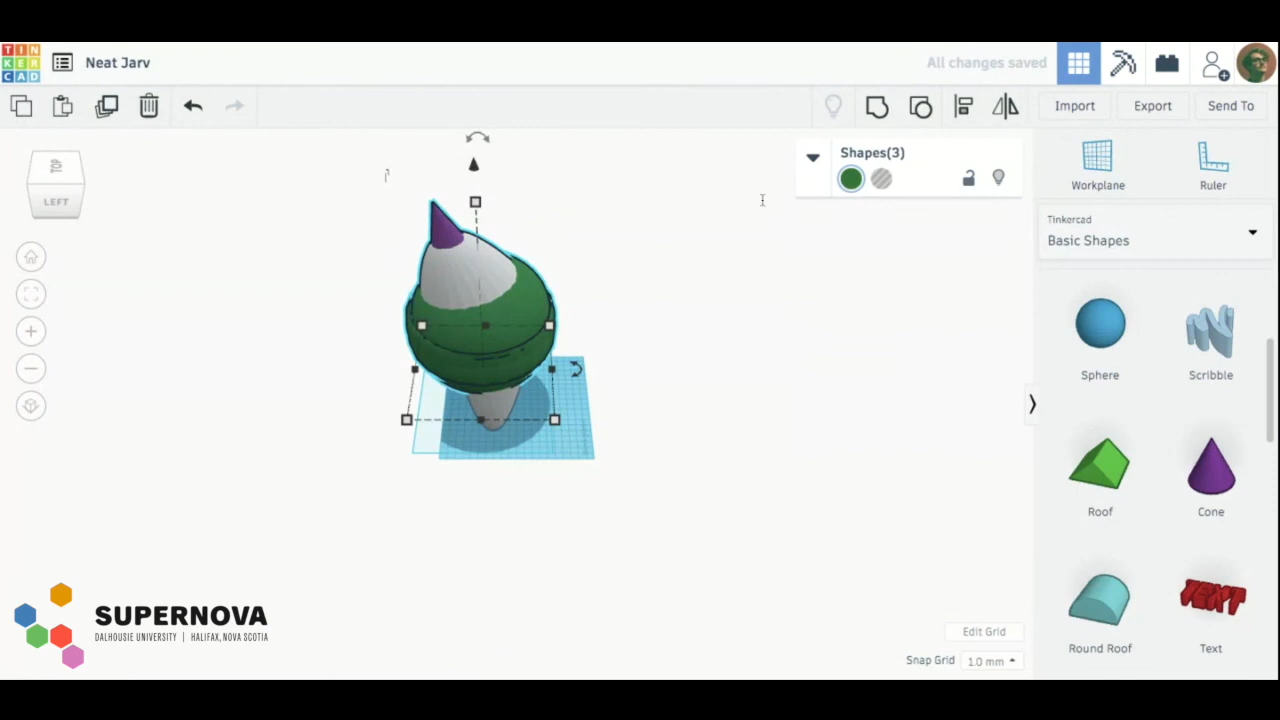 TIN
KER
CAD
Neat Jarv
All changes saved
Import
Export
Send To
LEFT
Shapes(3)
Workplane
Ruler
Tinkercad
Basic Shapes
Sphere
Scribble
Roof
Cone
TEXT
Round Roof
Text
Edit Grid
Snap Grid
1.0 mm
SUPERNOVA
DALHOUSIE UNIVERSITY | HALIFAX, NOVA SCOTIA